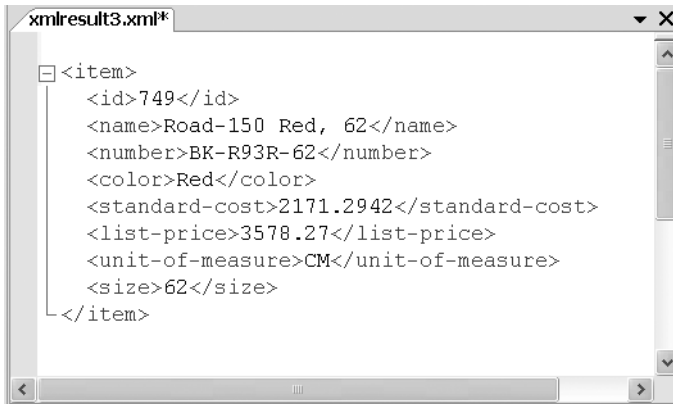 xmlresult3.xml*
<item>
<id>749</id>
<name>Road-150 Red, 62</name>
<number>BK-R93R-62</number>
<color>Red</color>
<standard-cost>2171.2942</standard-cost>
<list-price>3578.27</list-price>
<unit-of-measure>CM</unit-of-measure>
<size>62</size>
</item>